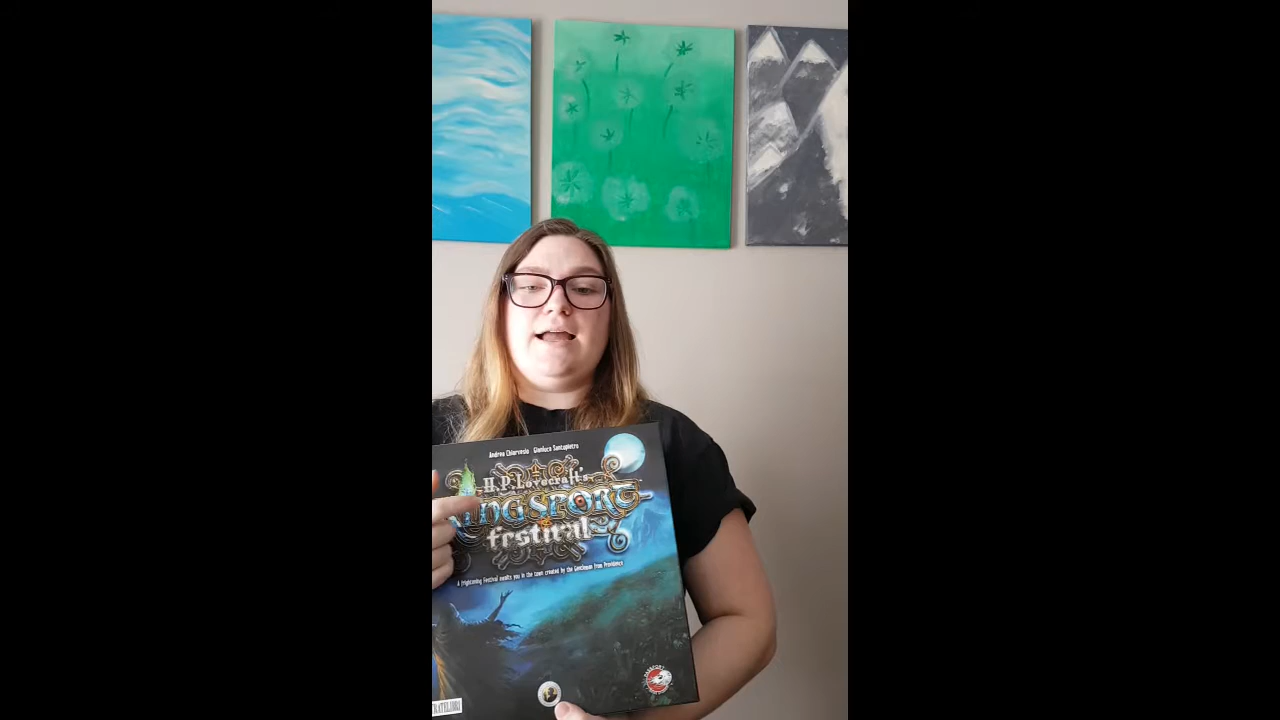 Andrea Chiarvesio Gianluca Santopietro
H.P. Lovecraft's
KINGSPORT
festival
A frightening Festival awaits you in the town created by the Gentleman from Providence